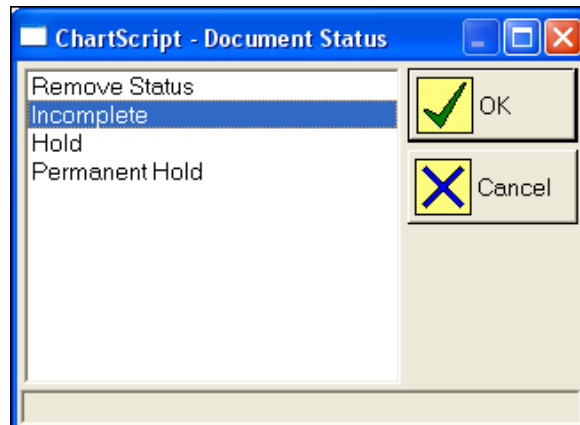 ChartScript - Document Status
Remove Status
Incomplete
Hold
Permanent Hold
OK
Cancel